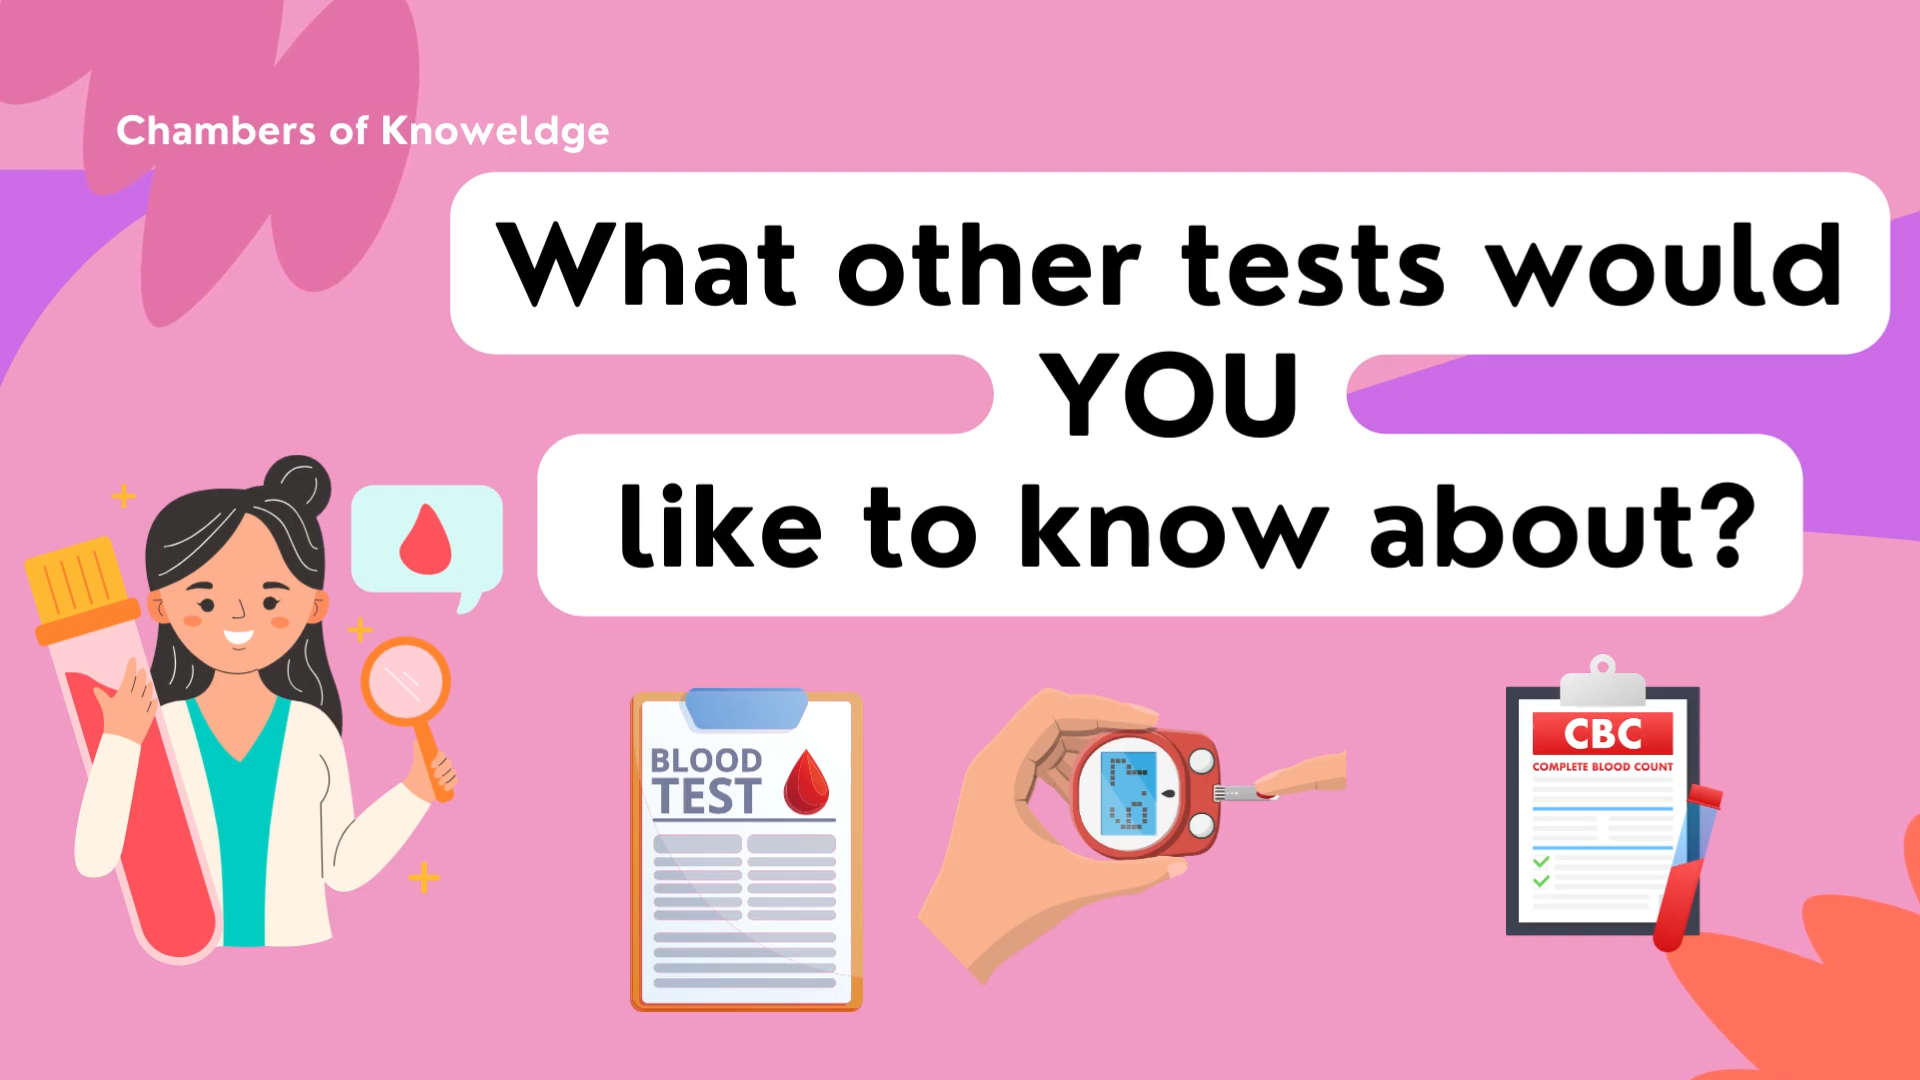 Chambers of Knoweldge
What other tests would
YOU
like to know about?
BLOOD
TEST
CBC
COMPLETE BLOOD COUNT